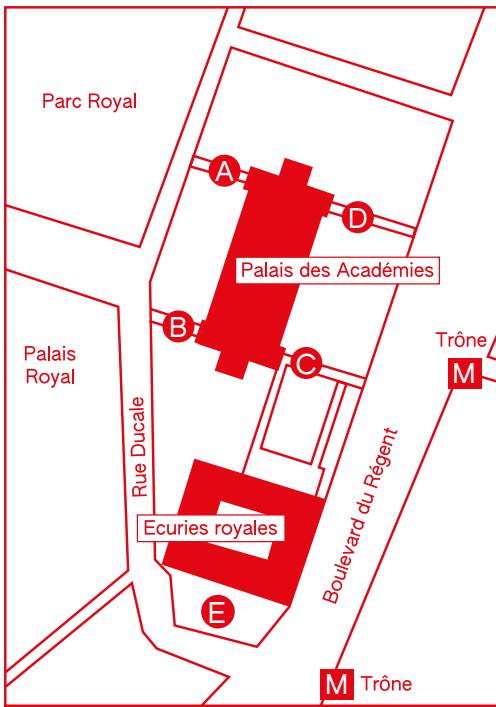 Parc Royal
A
D
Palais des Académies
B
C
Trône
M
Palais
Royal
Rue Ducale
Boulevard du Régent
Ecuries royales
E
M Trône